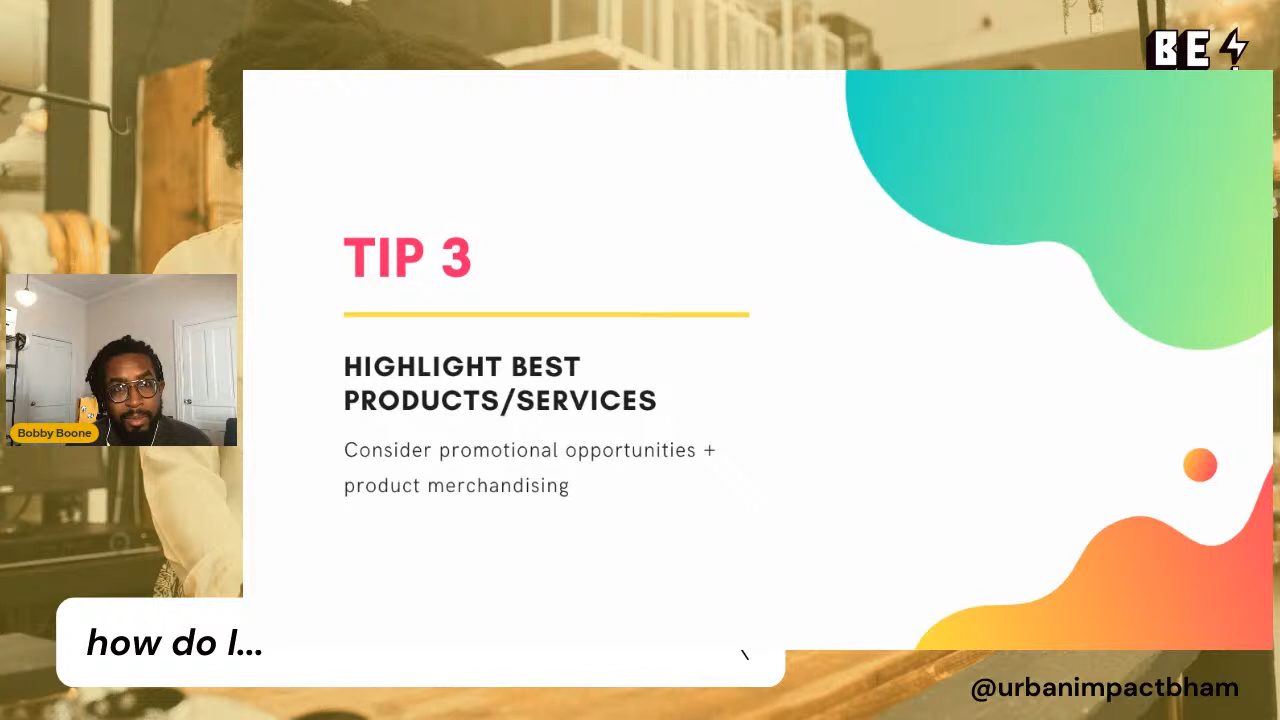 BE
TIP 3
HIGHLIGHT BEST
PRODUCTS/SERVICES
Consider promotional opportunities +
product merchandising
Bobby Boone
how do I...
@urbanimpactbham